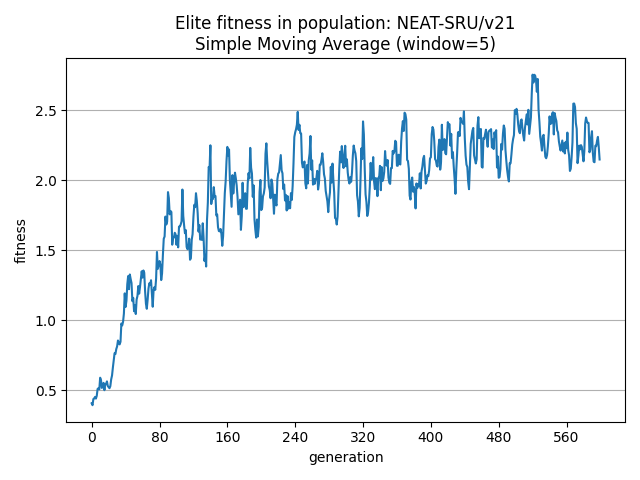 Elite fitness in population: NEAT-SRU/v21
Simple Moving Average (window=5)
fitness
2.5
2.0
1.5
1.0
0.5
0 80 160 240 320 400 480 560
generation